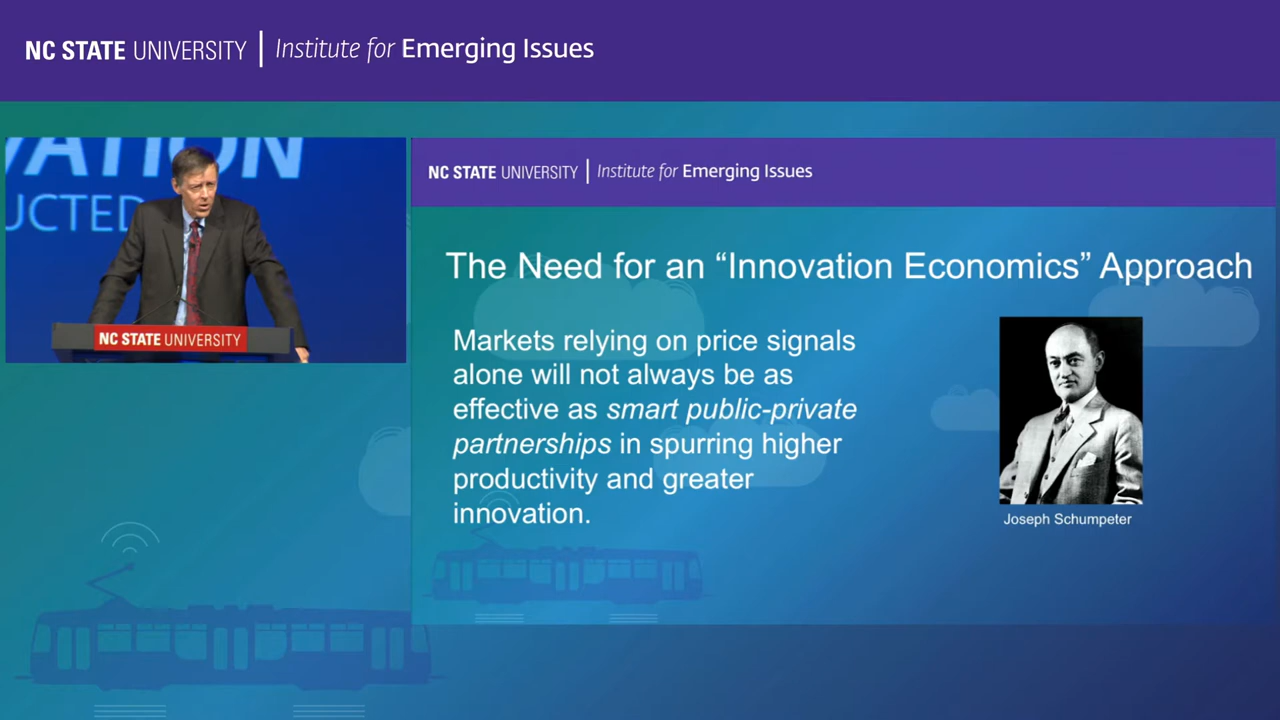 NC STATE UNIVERSITY | Institute for Emerging Issues
VATION
UCTED
NC STATE UNIVERSITY
NC STATE UNIVERSITY | Institute for Emerging Issues
The Need for an “Innovation Economics” Approach
Markets relying on price signals
alone will not always be as
effective as smart public-private
partnerships in spurring higher
productivity and greater
innovation.
Joseph Schumpeter